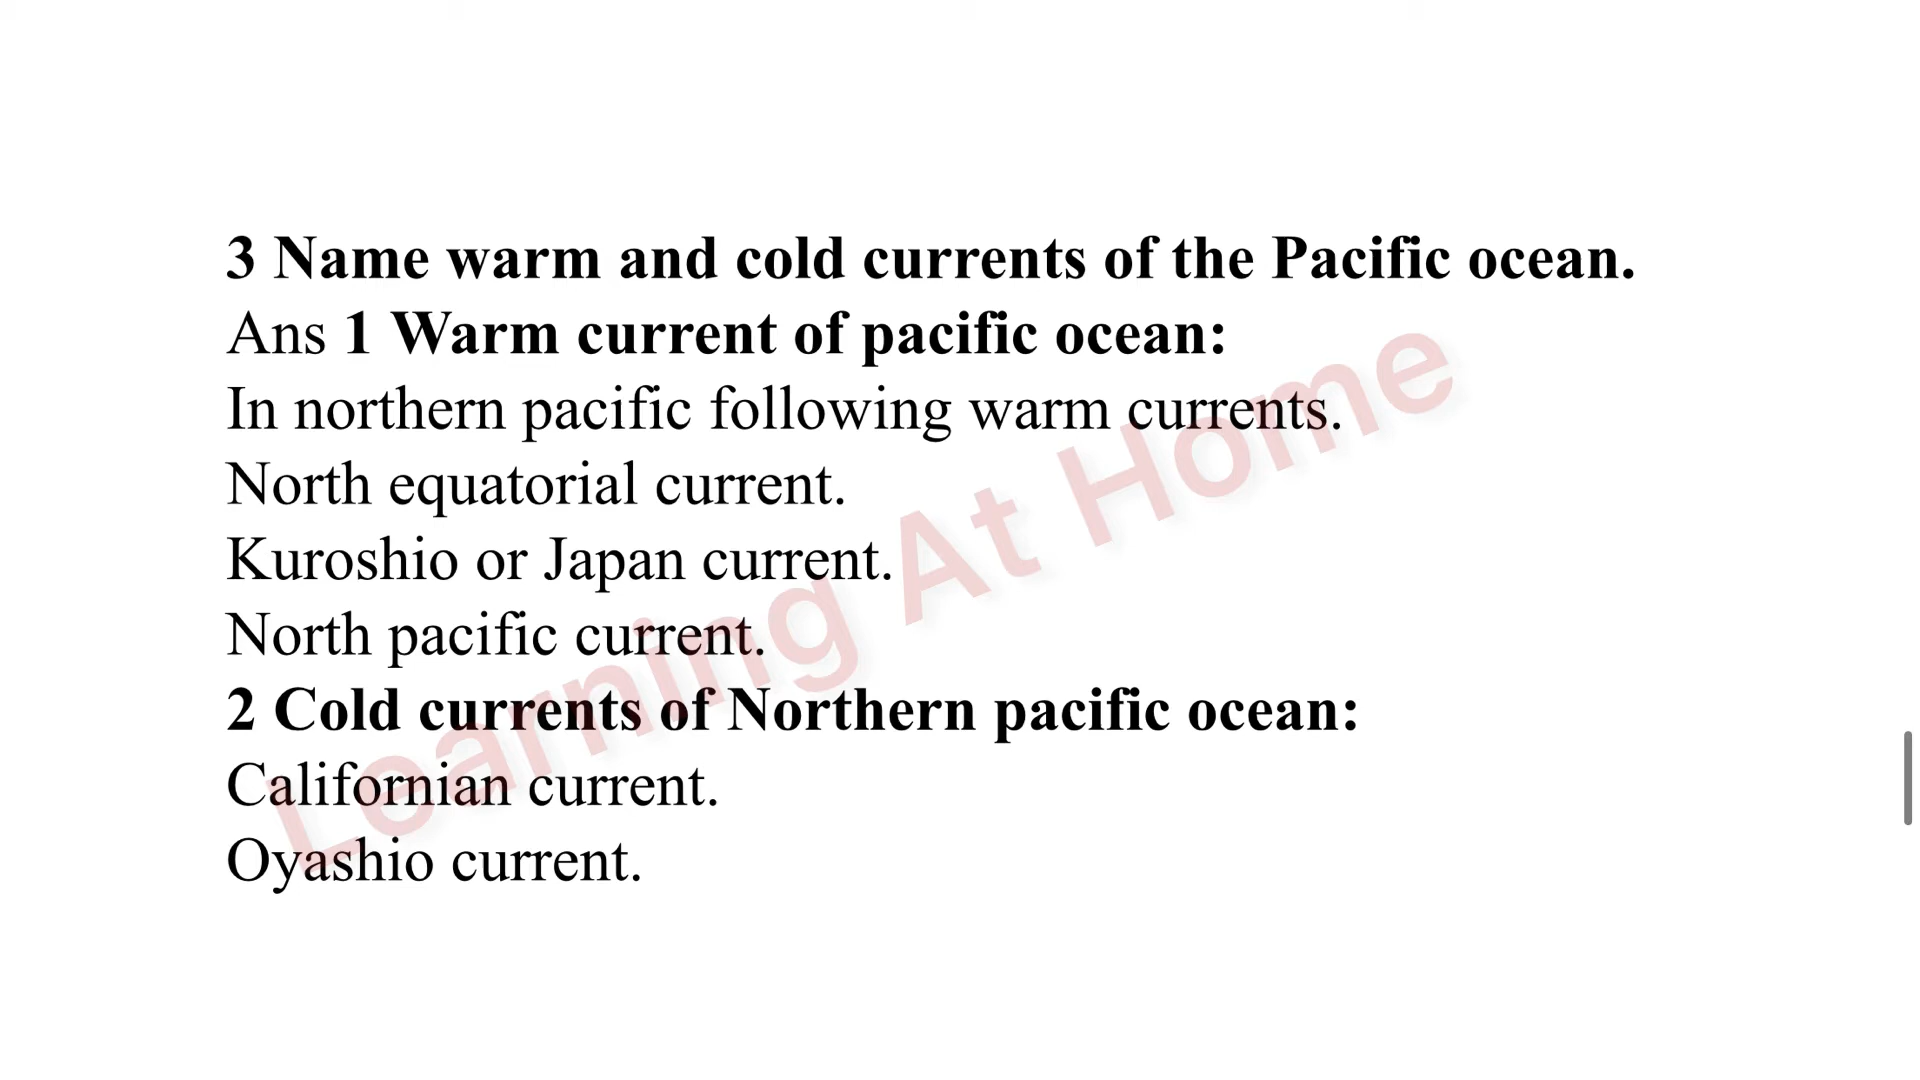 3 Name warm and cold currents of the Pacific ocean.
Ans 1 Warm current of pacific ocean:
In northern pacific following warm currents.
North equatorial current.
Kuroshio or Japan current.
North pacific current.
2 Cold currents of Northern pacific ocean:
Californian current.
Oyashio current.
Learning At Home